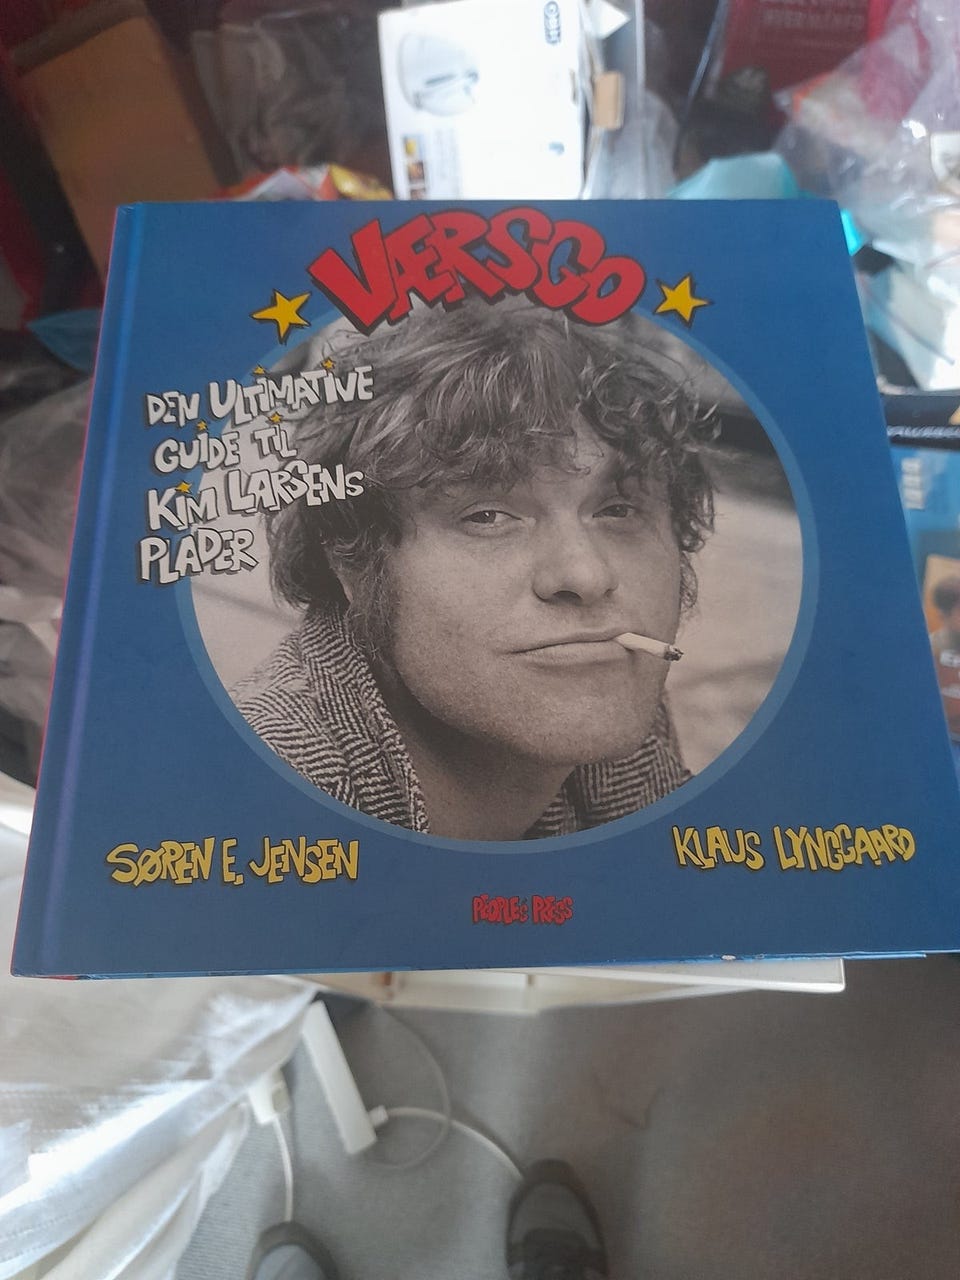 VÆRSGO
DEN ULTIMATIVE
GUIDE TIL
KIM LARSENS
PLADER
SØREN E. JENSEN
KLAUS LYNGGAARD
PEOPLE'S PRESS